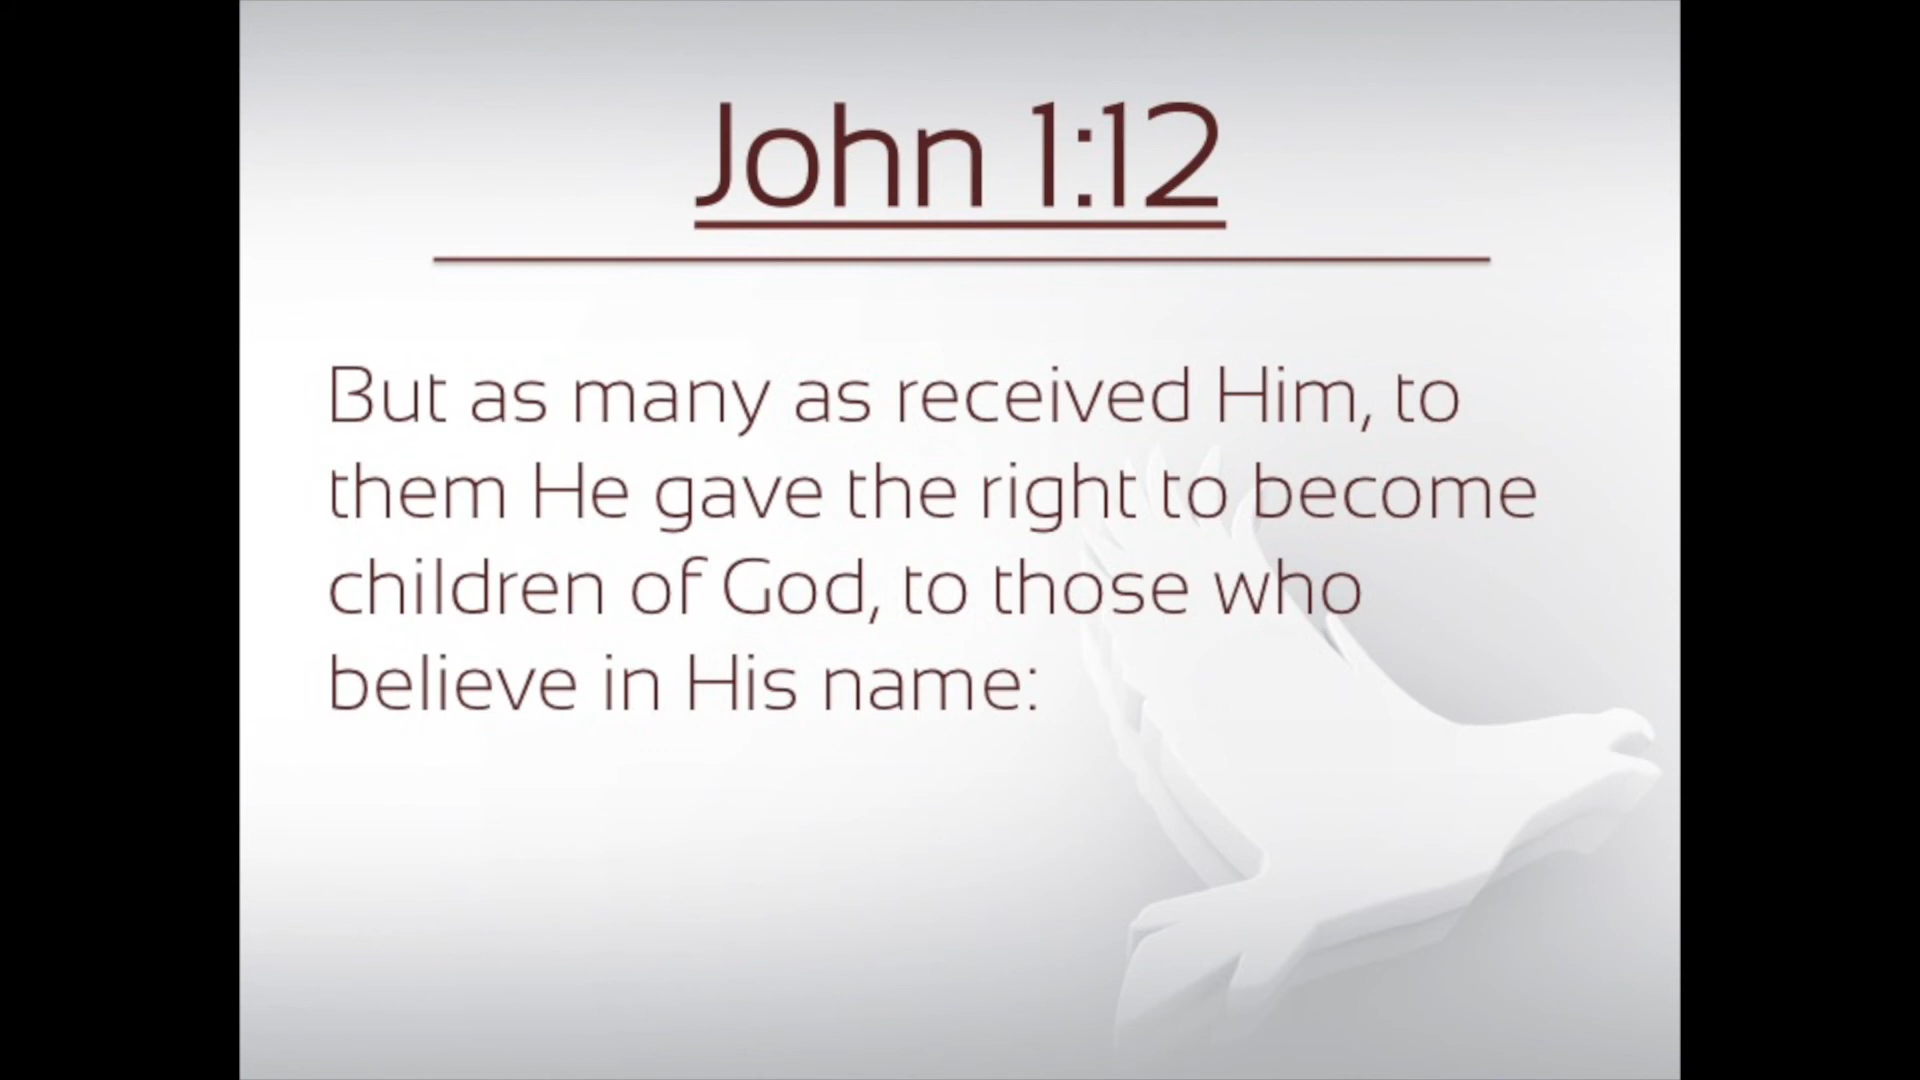 John 1:12
But as many as received Him, to
them He gave the right to become
children of God, to those who
believe in His name: